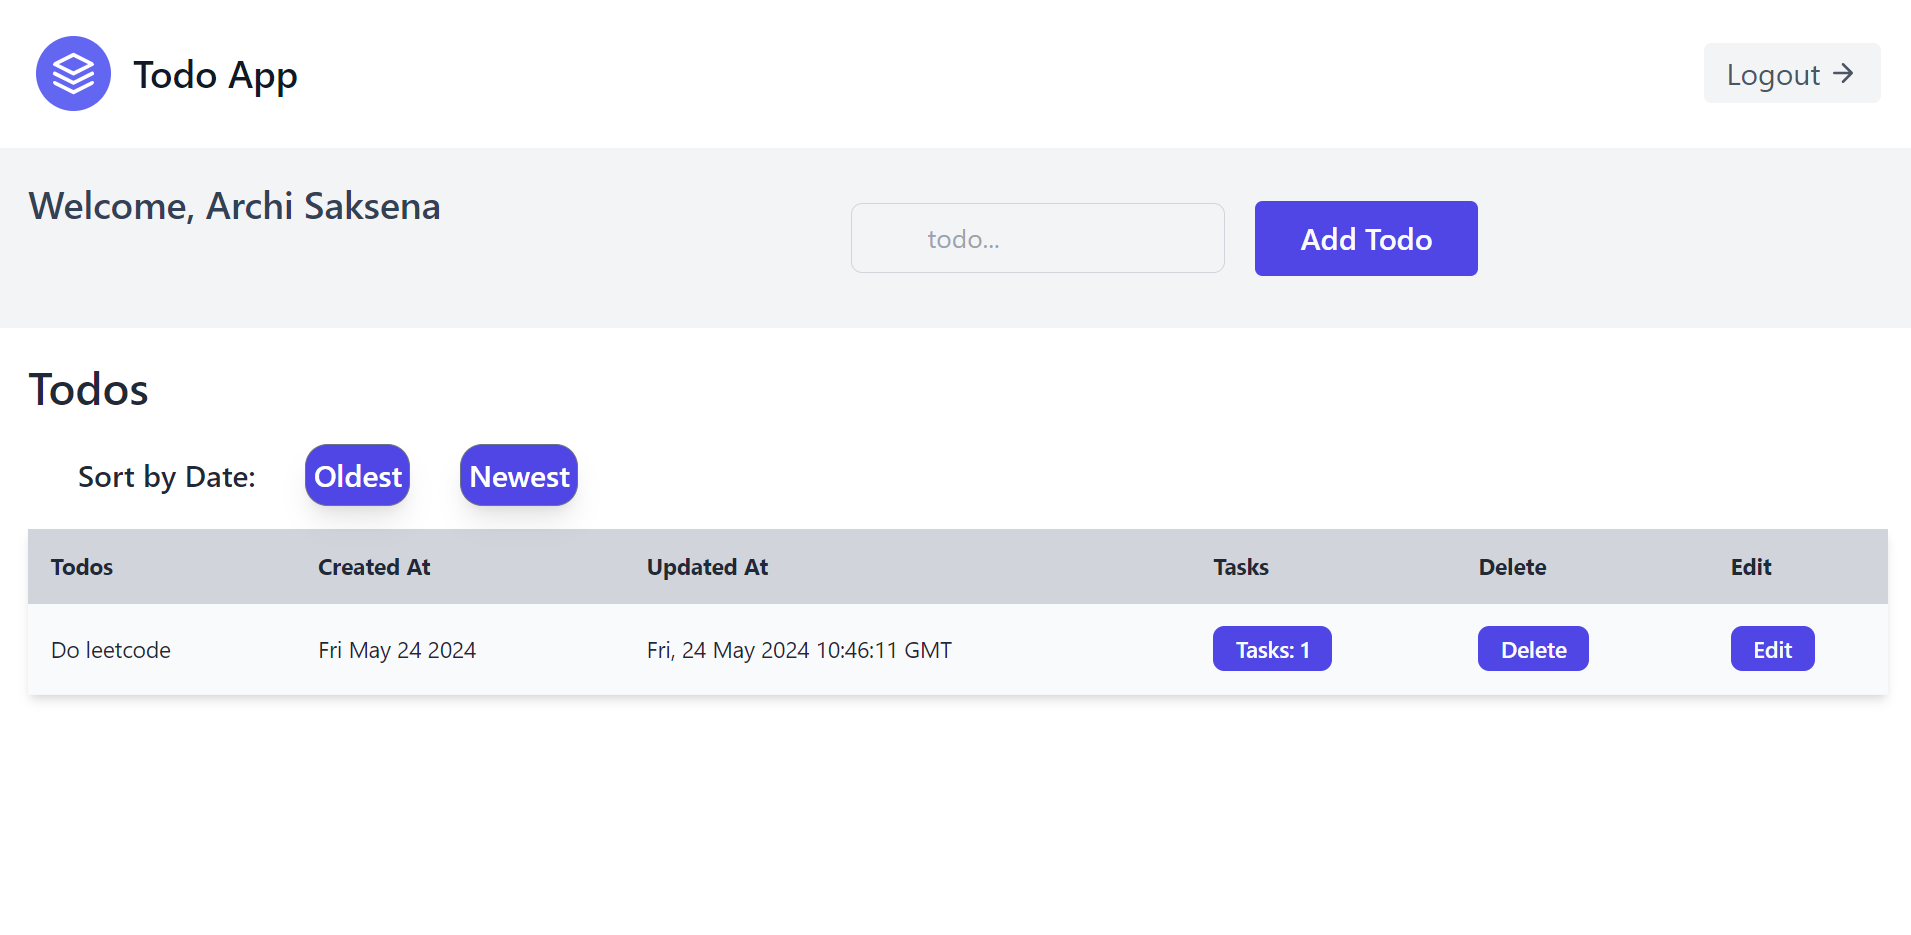 Todo App
Logout →
Welcome, Archi Saksena
todo...
Add Todo
Todos
Sort by Date: Oldest Newest
Todos Created At Updated At Tasks Delete Edit
Do leetcode Fri May 24 2024 Fri, 24 May 2024 10:46:11 GMT Tasks: 1 Delete Edit